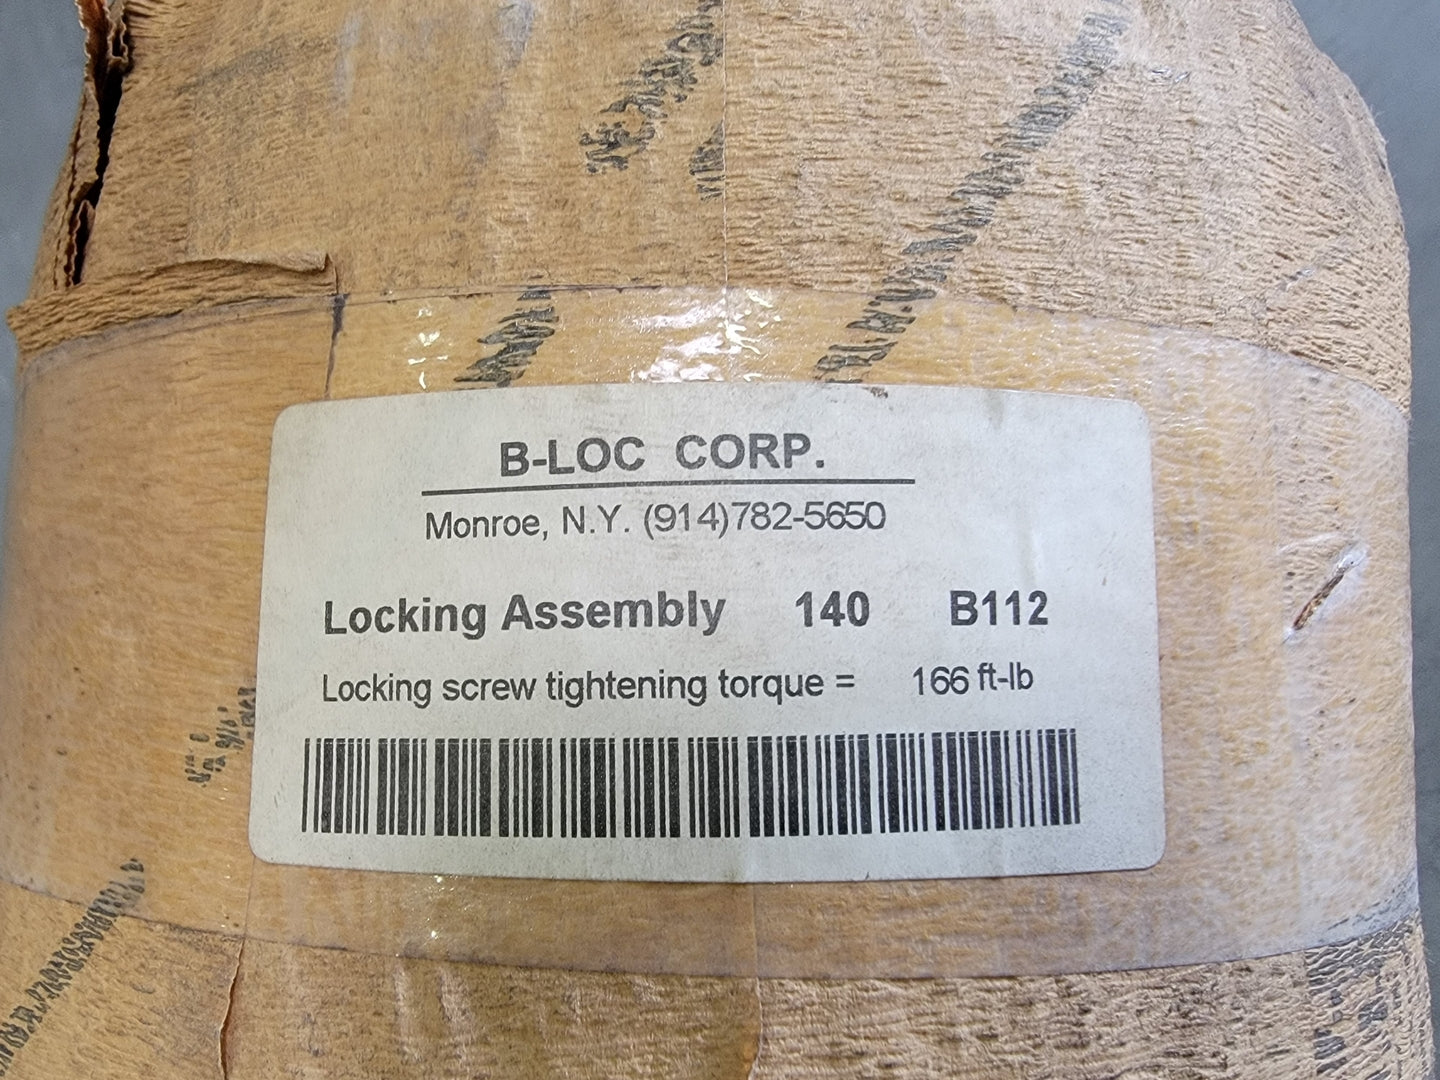 B-LOC CORP.
Monroe, N.Y. (914)782-5650
Locking Assembly 140 B112
Locking screw tightening torque = 166 ft-lb